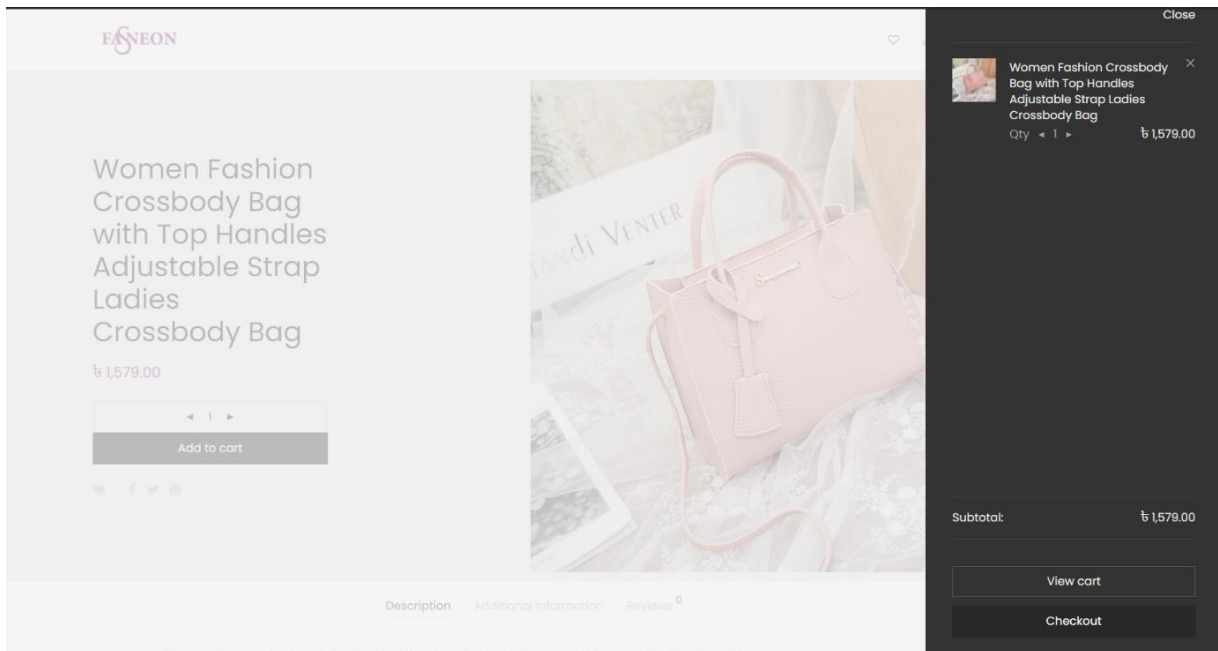 FASNEON
Women Fashion
Crossbody Bag
with Top Handles
Adjustable Strap
Ladies
Crossbody Bag
৳ 1,579.00
◄ 1 ►
Add to cart
Description
Additional information
Reviews 0
Close
Women Fashion Crossbody
Bag with Top Handles
Adjustable Strap Ladies
Crossbody Bag
Qty ◄ 1 ► ৳ 1,579.00
Subtotal: ৳ 1,579.00
View cart
Checkout